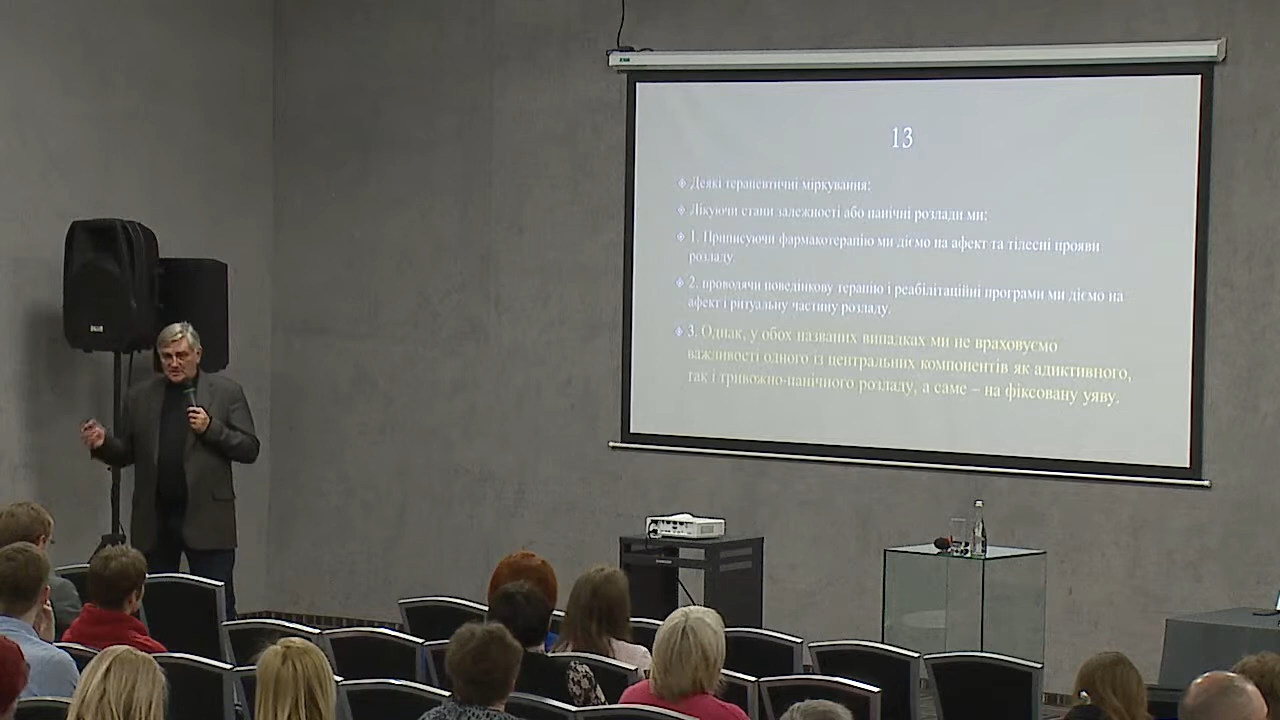 13
Деякі терапевтичні міркування:
Лікуючи стани залежності або панічні розлади ми:
1. Приписуючи фармакотерапію ми діємо на афект та тілесні прояви
розладу.
2. проводячи поведінкову терапію і реабілітаційні програми ми діємо на
афект і ритуальну частину розладу.
3. Однак, у обох названих випадках ми не враховуємо
важливості одного із центральних компонентів як адиктивного,
так і тривожно-панічного розладу, а саме – на фіксовану уяву.